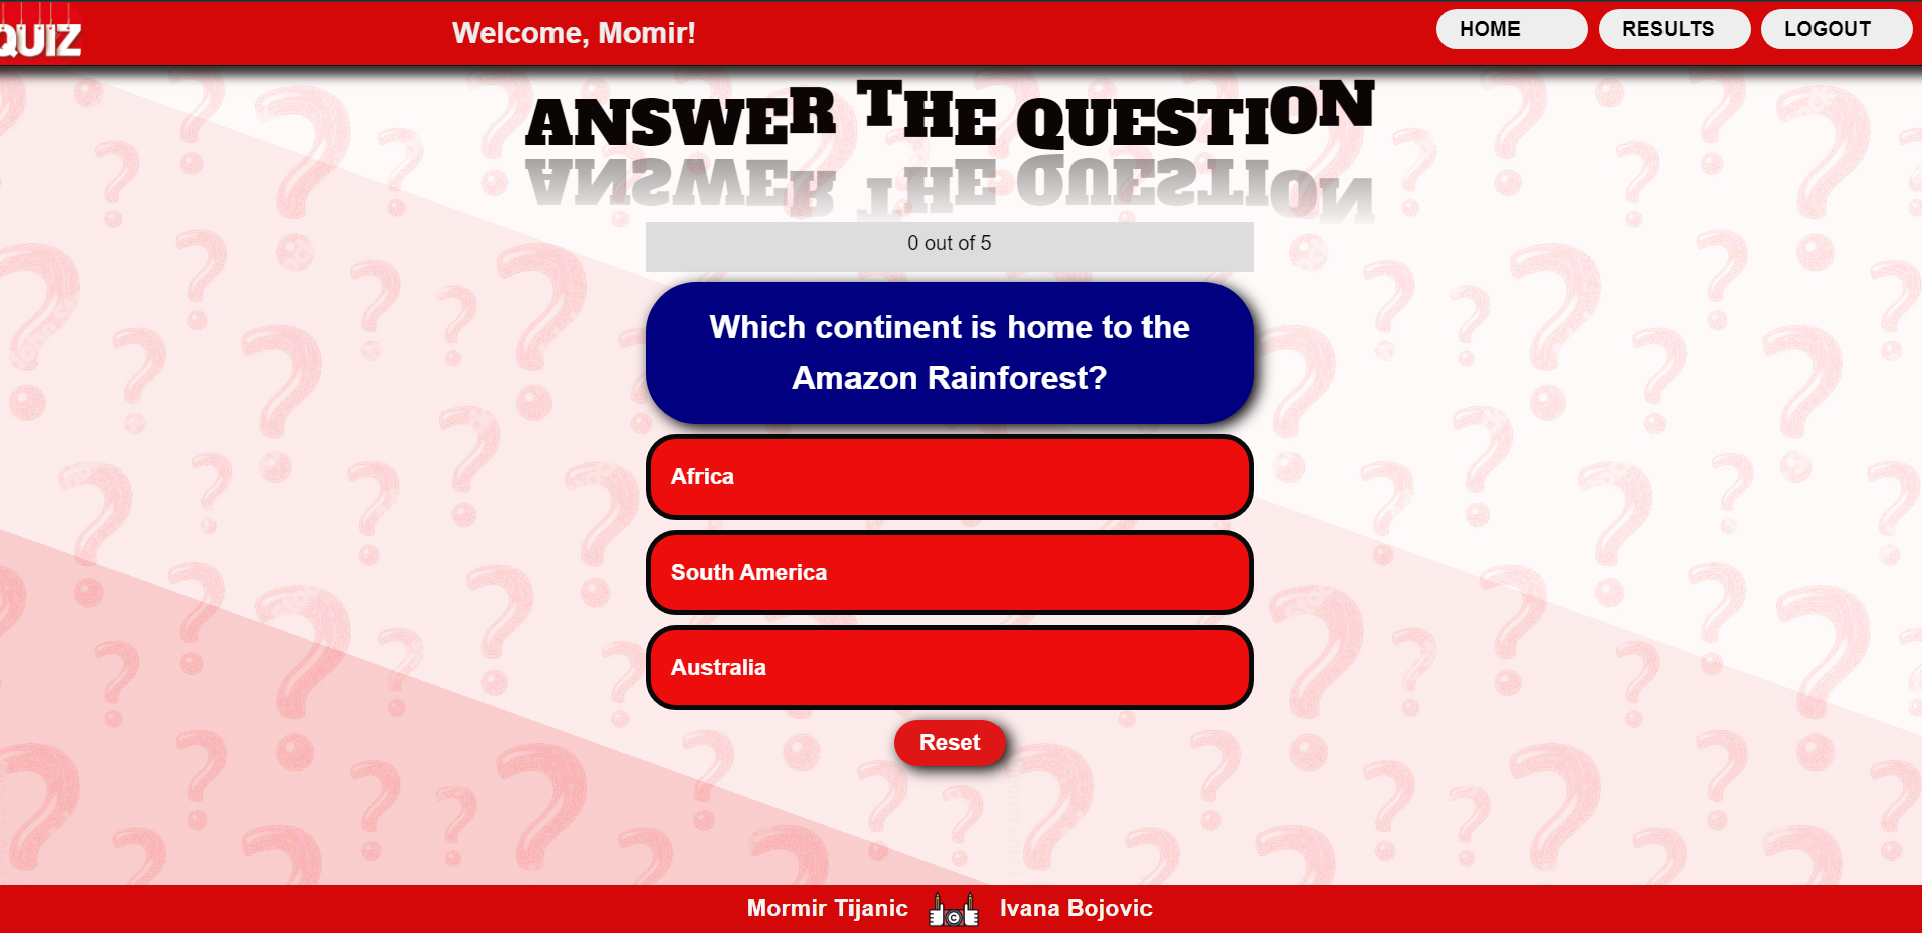 QUIZ
Welcome, Momir!
HOME
RESULTS
LOGOUT
ANSWER THE QUESTION
0 out of 5
Which continent is home to the
Amazon Rainforest?
Africa
South America
Australia
Reset
Mormir Tijanic
Ivana Bojovic